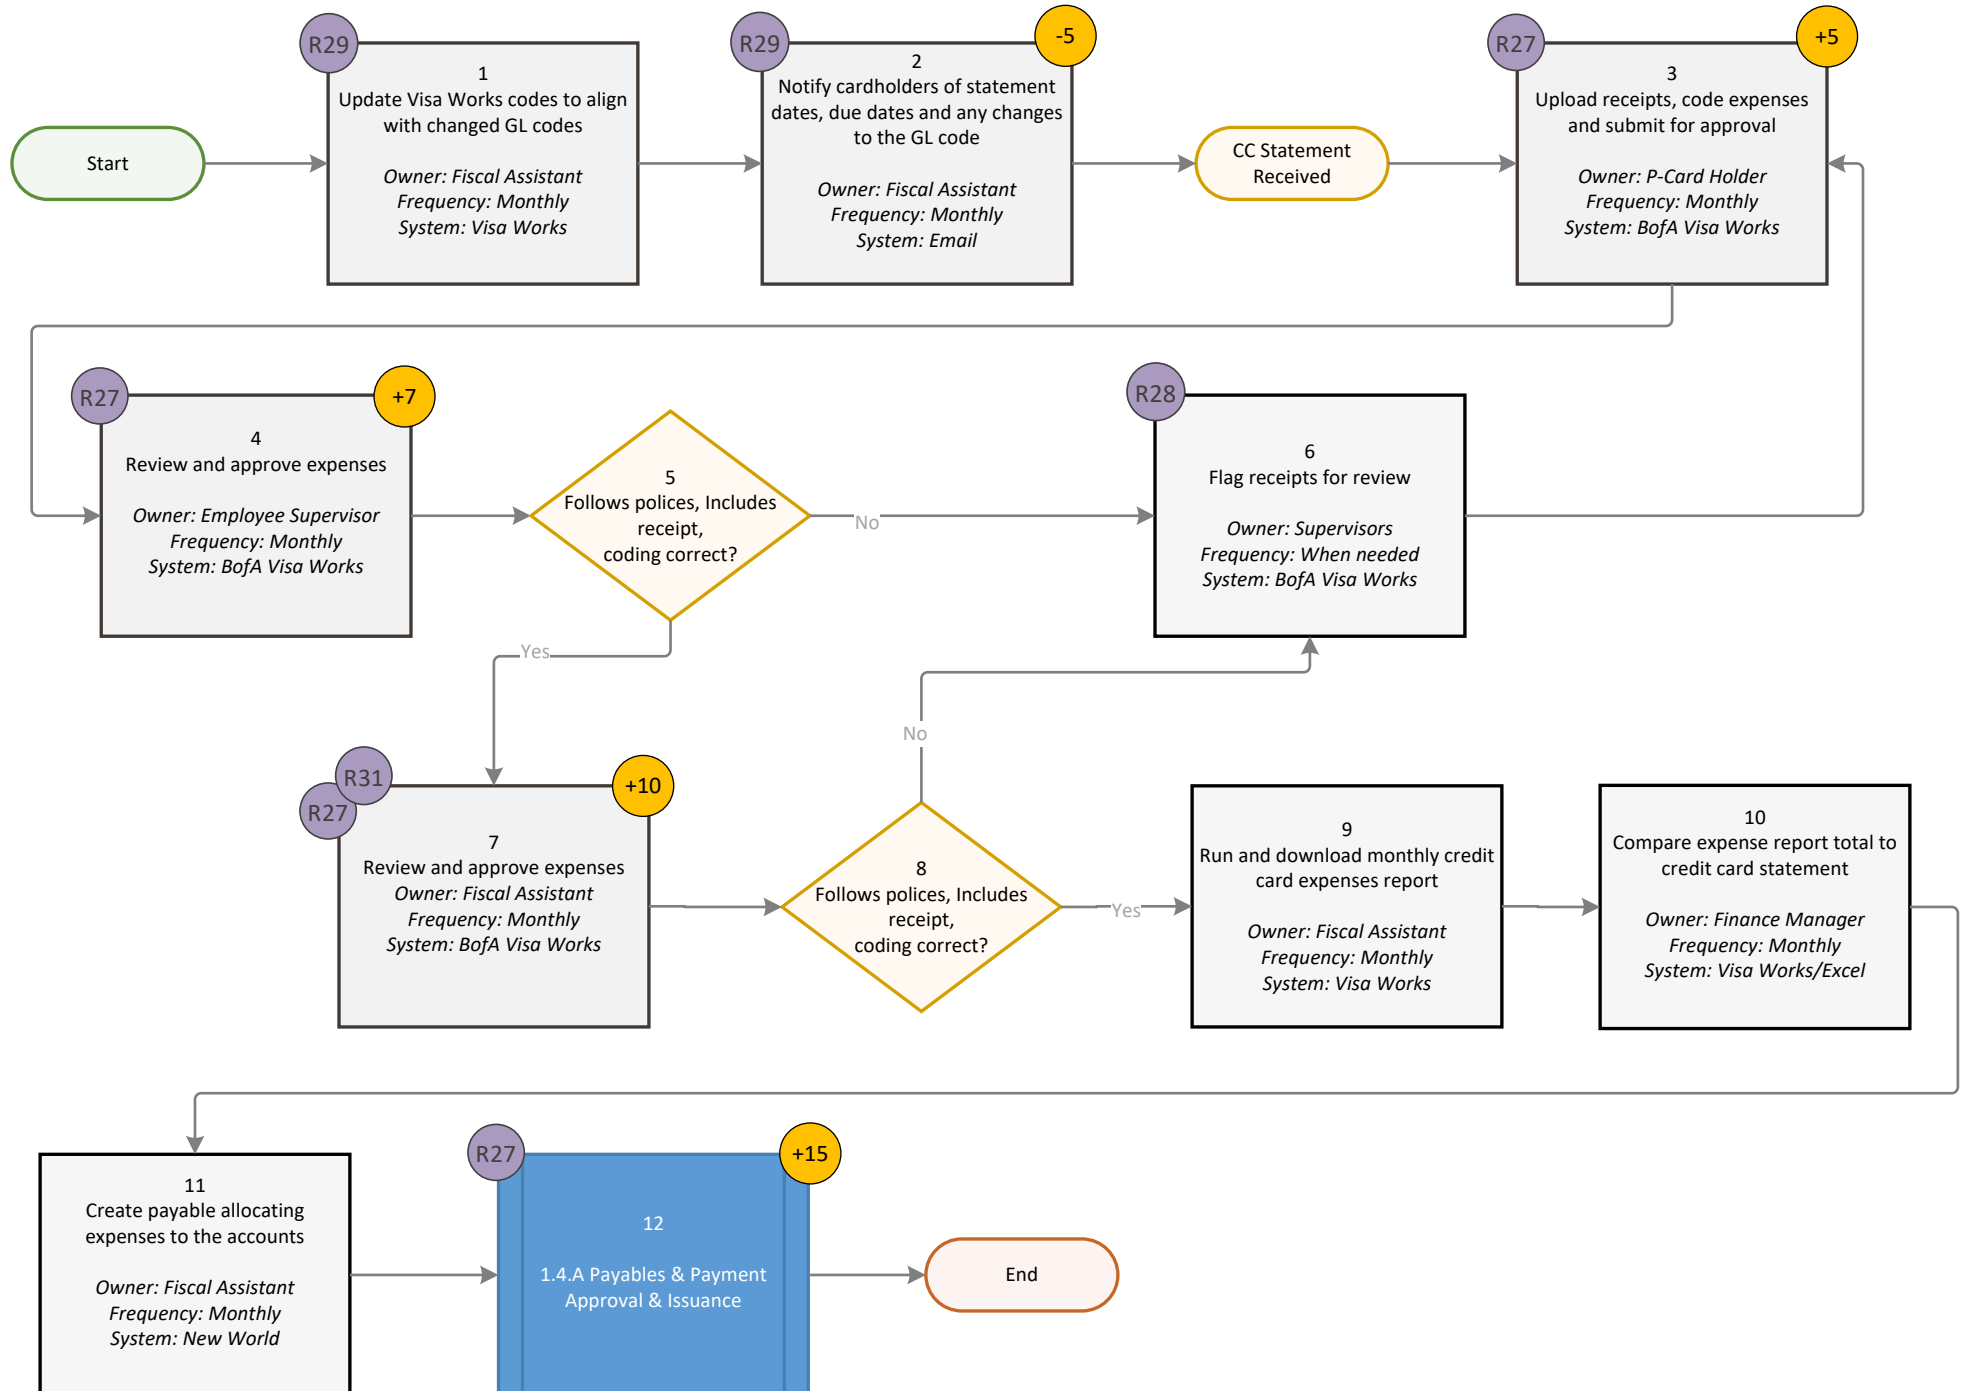 Start
R29
1
Update Visa Works codes to align
with changed GL codes
Owner: Fiscal Assistant
Frequency: Monthly
System: Visa Works
R29
-5
2
Notify cardholders of statement
dates, due dates and any changes
to the GL code
Owner: Fiscal Assistant
Frequency: Monthly
System: Email
CC Statement
Received
R27
+5
3
Upload receipts, code expenses
and submit for approval
Owner: P-Card Holder
Frequency: Monthly
System: BofA Visa Works
R27
+7
4
Review and approve expenses
Owner: Employee Supervisor
Frequency: Monthly
System: BofA Visa Works
5
Follows polices, Includes
receipt,
coding correct?
No
Yes
R28
6
Flag receipts for review
Owner: Supervisors
Frequency: When needed
System: BofA Visa Works
R31
R27
+10
7
Review and approve expenses
Owner: Fiscal Assistant
Frequency: Monthly
System: BofA Visa Works
8
Follows polices, Includes
receipt,
coding correct?
No
Yes
9
Run and download monthly credit
card expenses report
Owner: Fiscal Assistant
Frequency: Monthly
System: Visa Works
10
Compare expense report total to
credit card statement
Owner: Finance Manager
Frequency: Monthly
System: Visa Works/Excel
11
Create payable allocating
expenses to the accounts
Owner: Fiscal Assistant
Frequency: Monthly
System: New World
R27
+15
12
1.4.A Payables & Payment
Approval & Issuance
End